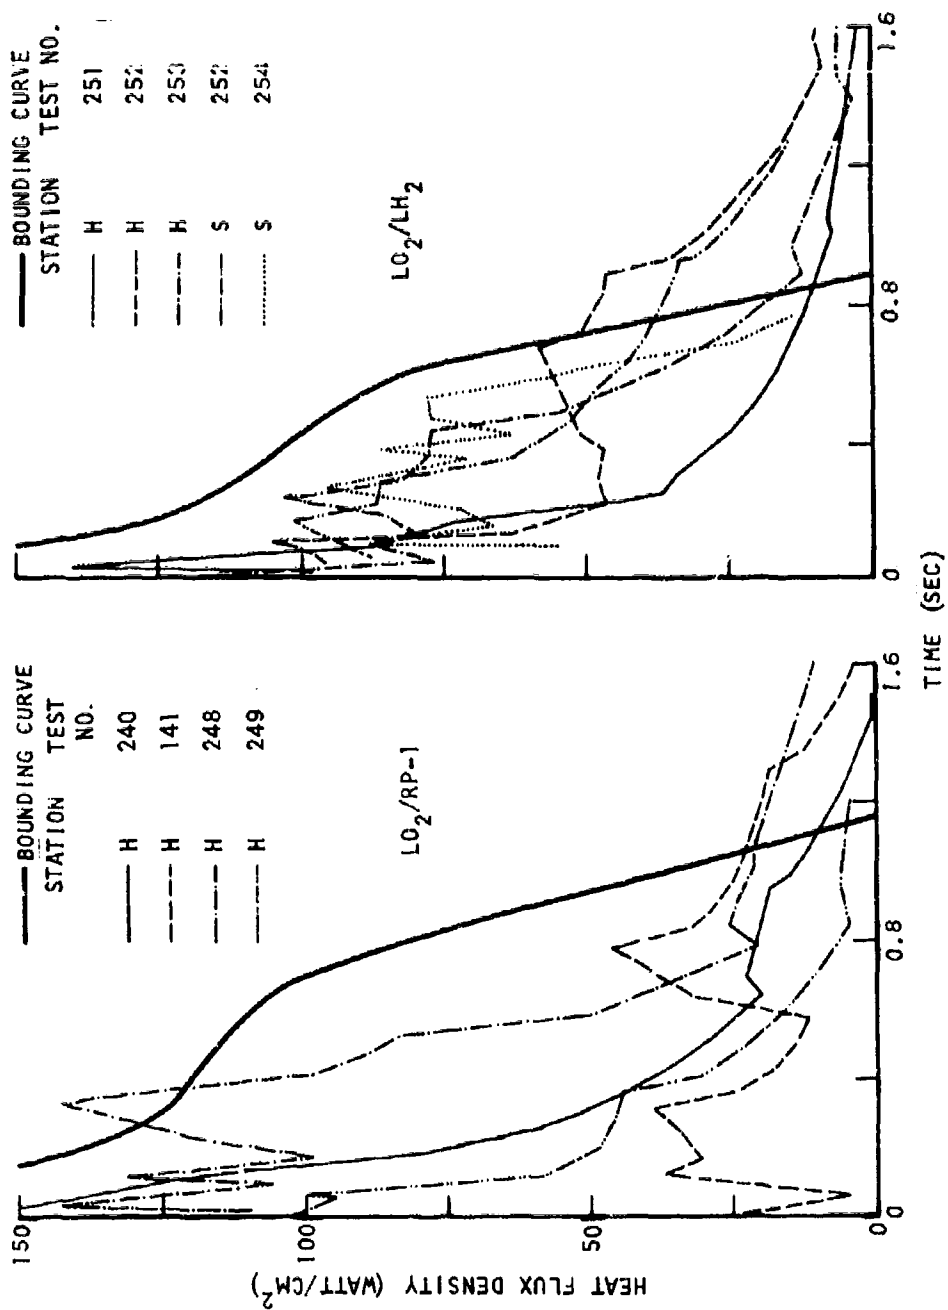 BOUNDING CURVE
STATION TEST NO.
H 240
H 141
H 248
H 249
LO2/RP-1
150
100
50
0
HEAT FLUX DENSITY (WATT/CM2)
0 0.8 1.6
BOUNDING CURVE
STATION TEST NO.
H 251
H 252
H 253
S 252
S 254
LO2/LH2
0 0.8 1.6
TIME (SEC)